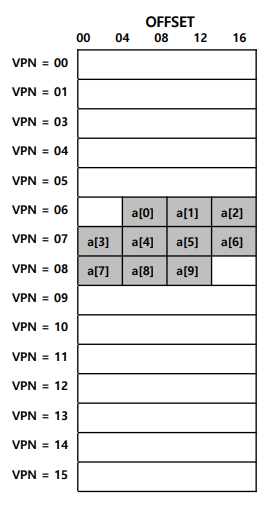 OFFSET
00 04 08 12 16
VPN = 00
VPN = 01
VPN = 03
VPN = 04
VPN = 05
VPN = 06 a[0] a[1] a[2]
VPN = 07 a[3] a[4] a[5] a[6]
VPN = 08 a[7] a[8] a[9]
VPN = 09
VPN = 10
VPN = 11
VPN = 12
VPN = 13
VPN = 14
VPN = 15